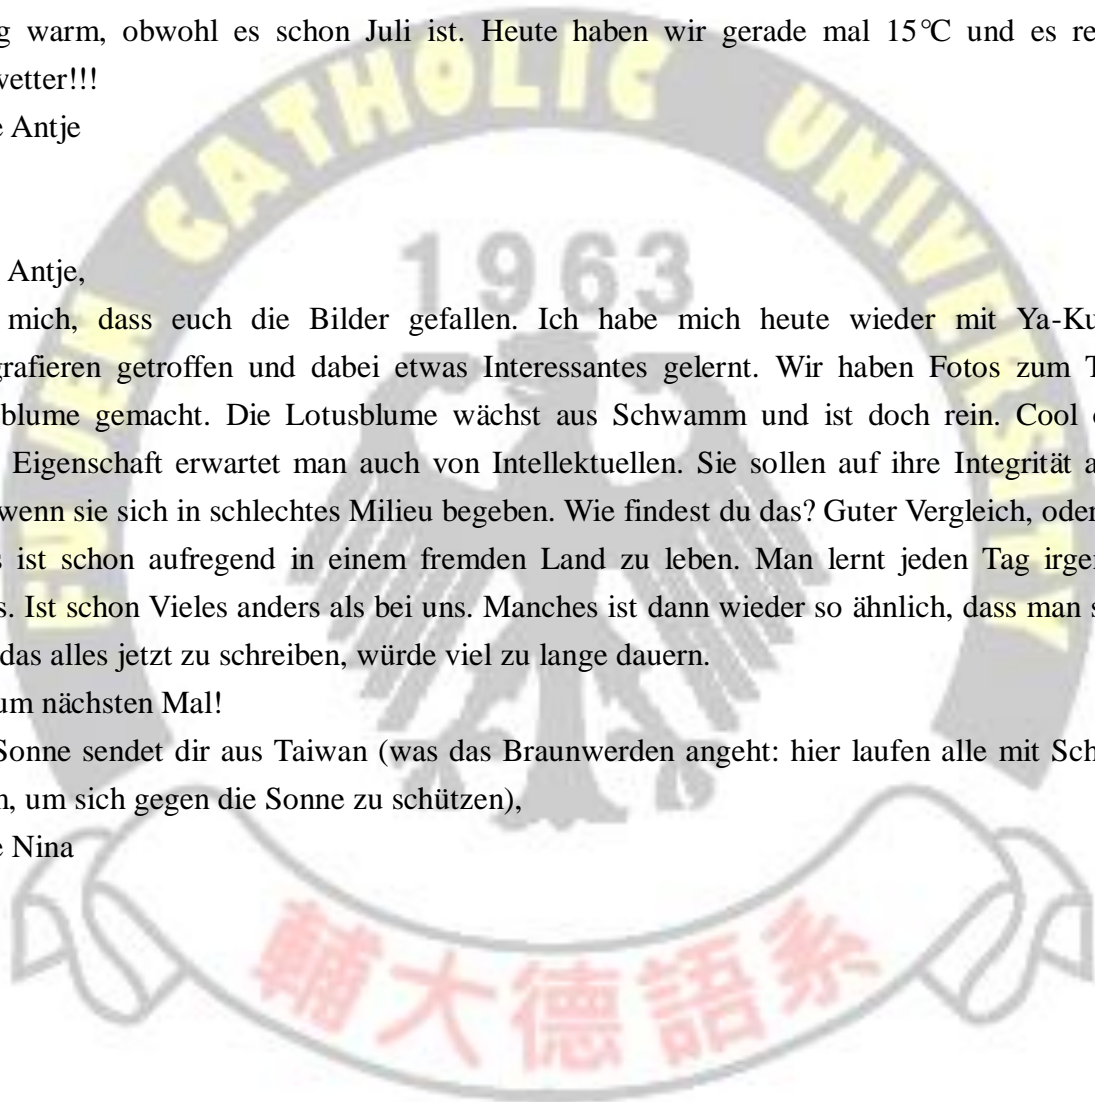 g warm, obwohl es schon Juli ist. Heute haben wir gerade mal 15℃ und es re
vetter!!!
e Antje
Antje,
mich, dass euch die Bilder gefallen. Ich habe mich heute wieder mit Ya-Ku
grafieren getroffen und dabei etwas Interessantes gelernt. Wir haben Fotos zum T
blume gemacht. Die Lotusblume wächst aus Schwamm und ist doch rein. Cool
Eigenschaft erwartet man auch von Intellektuellen. Sie sollen auf ihre Integrität a
wenn sie sich in schlechtes Milieu begeben. Wie findest du das? Guter Vergleich, oder
s ist schon aufregend in einem fremden Land zu leben. Man lernt jeden Tag irge
s. Ist schon Vieles anders als bei uns. Manches ist dann wieder so ähnlich, dass man s
das alles jetzt zu schreiben, würde viel zu lange dauern.
um nächsten Mal!
Sonne sendet dir aus Taiwan (was das Braunwerden angeht: hier laufen alle mit Sch
n, um sich gegen die Sonne zu schützen),
e Nina
FU JEN CATHOLIC UNIVERSITY
1963
輔大德語系